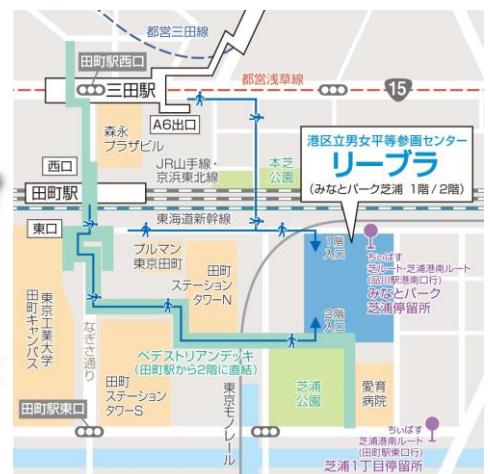 都営三田線
田町駅西口
三田駅
都営浅草線
15
A6出口
森永
プラザビル
西口
JR山手線・
京浜東北線
本芝
公園
港区立男女平等参画センター
リーブラ
(みなとパーク芝浦 1階/2階)
田町駅
東海道新幹線
東口
プルマン
東京田町
1階
入口
ちぃばす
芝ルート・芝浦港南ルート
(品川駅港南口行)
みなとパーク
芝浦停留所
田町
ステーション
タワーN
東京工業大学
田町キャンパス
なぎさ通り
2階
入口
ペデストリアンデッキ
(田町駅から2階に直結)
田町
ステーション
タワーS
東京モノレール
芝浦
公園
愛育
病院
田町駅東口
ちぃばす
芝浦港南ルート
(田町駅東口行)
芝浦1丁目停留所